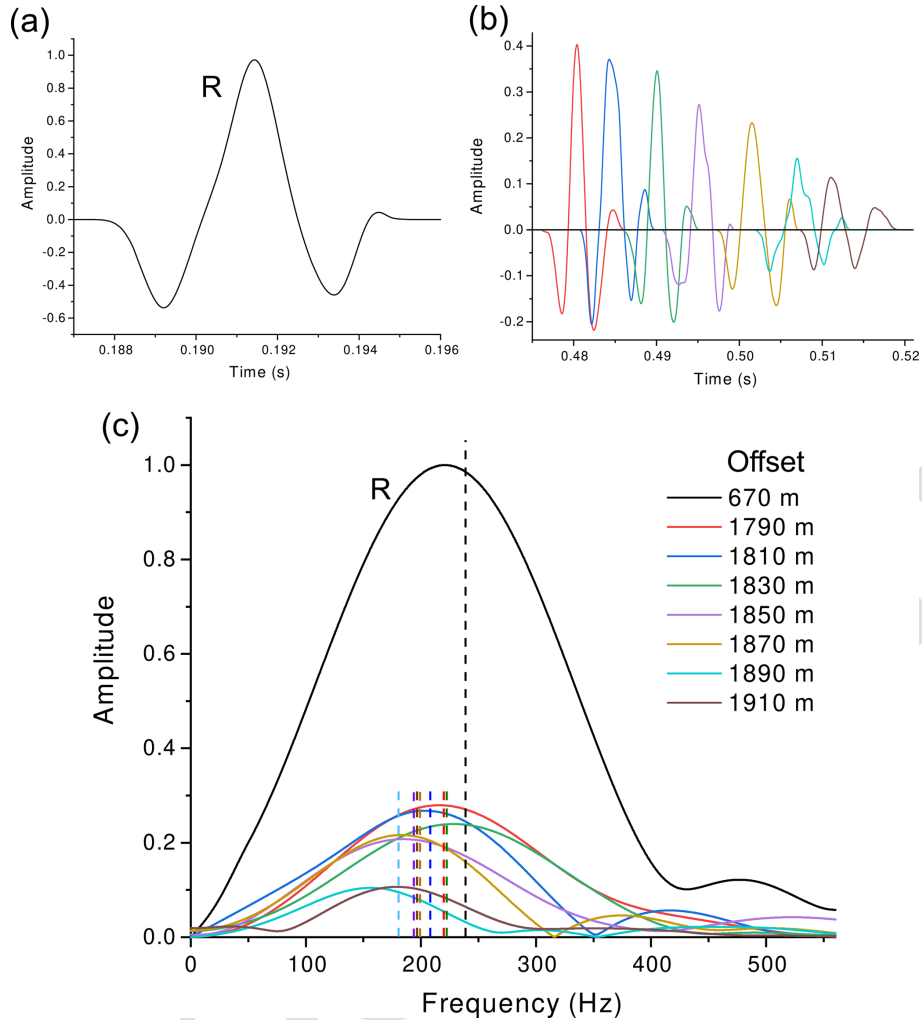 (a)
R
Amplitude
1.0
0.8
0.6
0.4
0.2
0.0
-0.2
-0.4
-0.6
0.188 0.190 0.192 0.194 0.196
Time (s)
(b)
Amplitude
0.4
0.3
0.2
0.1
0.0
-0.1
-0.2
0.48 0.49 0.50 0.51 0.52
Time (s)
(c)
R
Amplitude
1.0
0.8
0.6
0.4
0.2
0.0
0 100 200 300 400 500
Frequency (Hz)
Offset
670 m
1790 m
1810 m
1830 m
1850 m
1870 m
1890 m
1910 m